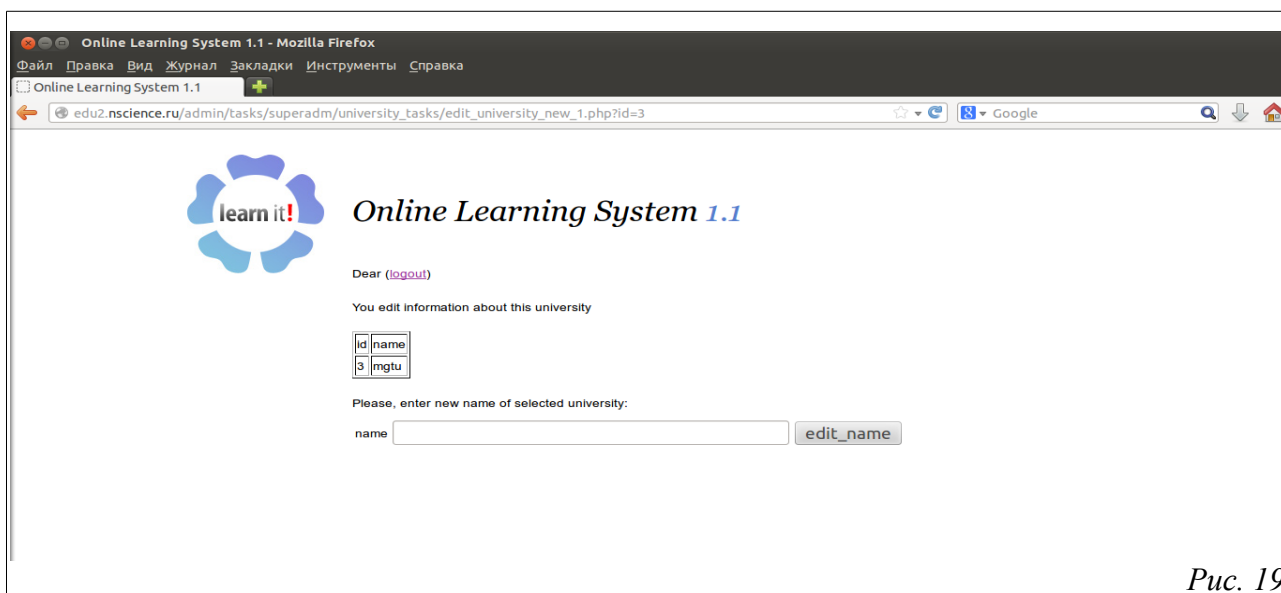 Online Learning System 1.1 - Mozilla Firefox
Файл Правка Вид Журнал Закладки Инструменты Справка
Online Learning System 1.1
edu2.nscience.ru/admin/tasks/superadm/university_tasks/edit_university_new_1.php?id=3 Google
learn it!
Online Learning System 1.1
Dear (logout)
You edit information about this university
id name
3 mgtu
Please, enter new name of selected university:
name edit_name
Рис. 19